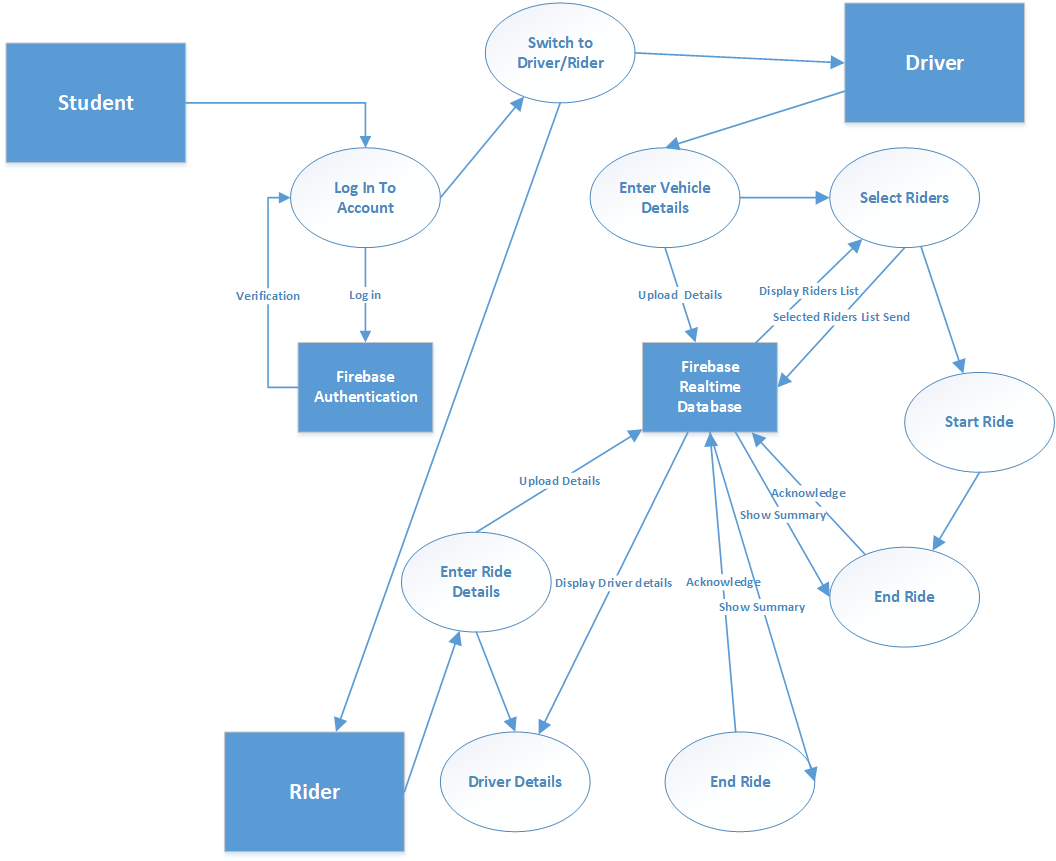 Switch to
Driver/Rider
Driver
Student
Log In To
Account
Enter Vehicle
Details
Select Riders
Verification
Log in
Upload Details
Display Riders List
Selected Riders List Send
Firebase
Authentication
Firebase
Realtime
Database
Start Ride
Upload Details
Acknowledge
Show Summary
Enter Ride
Details
Display Driver details
Acknowledge
Show Summary
End Ride
Rider
Driver Details
End Ride